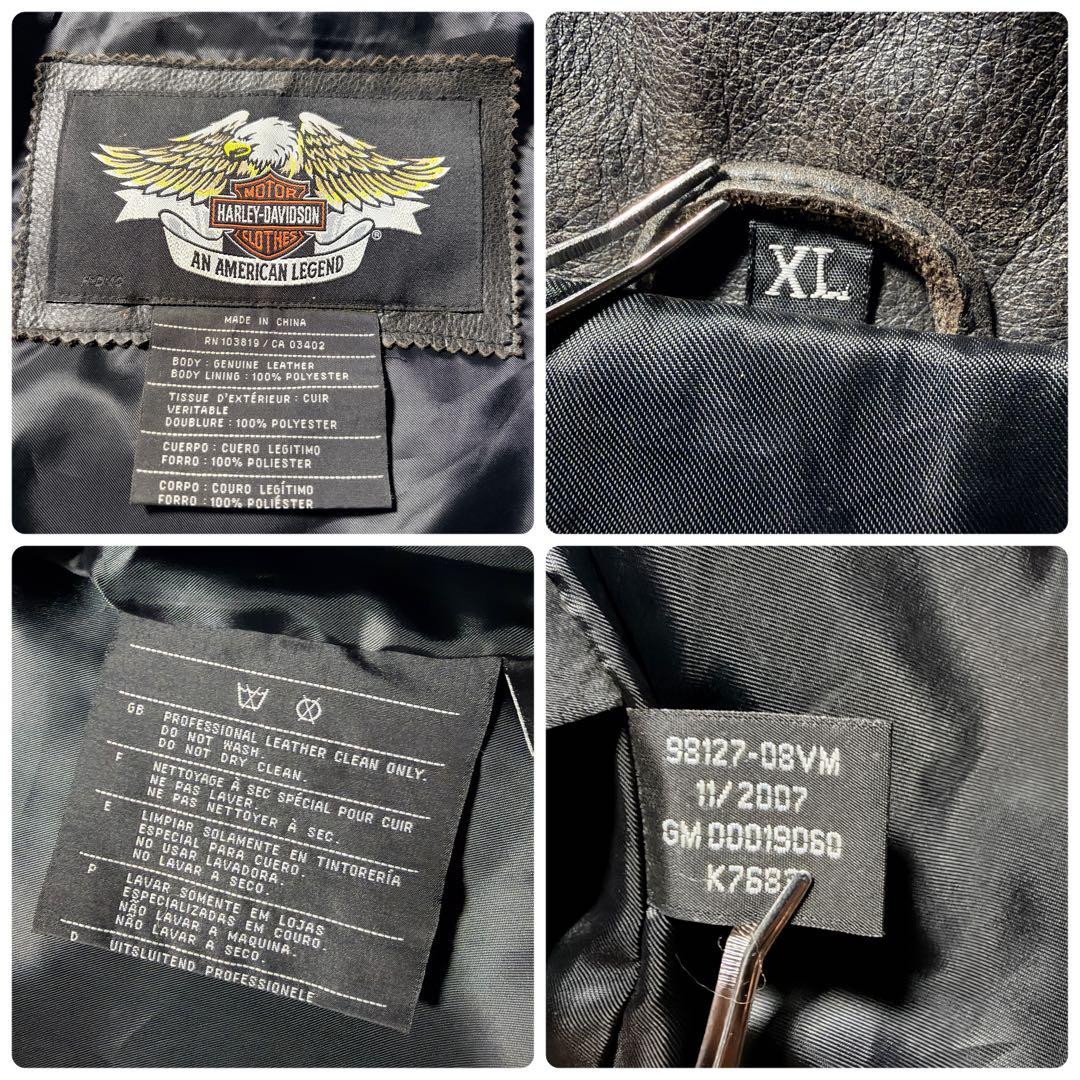 MOTOR
HARLEY-DAVIDSON
CLOTHES
®
AN AMERICAN LEGEND
MADE IN CHINA
RN 103819 / CA 03402
BODY : GENUINE LEATHER
BODY LINING : 100% POLYESTER
TISSUE D'EXTÉRIEUR : CUIR
VERITABLE
DOUBLURE : 100% POLYESTER
CUERPO : CUERO LEGITIMO
FORRO : 100% POLIESTER
CORPO : COURO LEGÍTIMO
FORRO : 100% POLIÉSTER
XL
GB PROFESSIONAL LEATHER CLEAN ONLY.
DO NOT WASH.
DO NOT DRY CLEAN.
F NETTOYAGE À SEC SPÉCIAL POUR CUIR
NE PAS LAVER.
NE PAS NETTOYER À SEC.
E LIMPIAR SOLAMENTE EN TINTORERÍA
ESPECIAL PARA CUERO.
NO USAR LAVADORA.
NO LAVAR A SECO.
P LAVAR SOMENTE EM LOJAS
ESPECIALIZADAS EM COURO.
NÃO LAVAR A MAQUINA.
NÃO LAVAR A SECO.
D UITSLUITEND PROFESSIONELE
98127-08VM
11/2007
GM 00019060